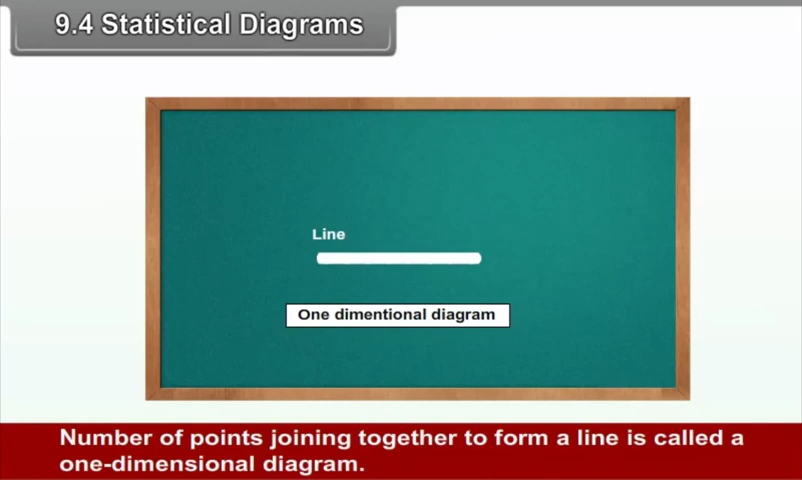 9.4 Statistical Diagrams
Line
One dimentional diagram
Number of points joining together to form a line is called a
one-dimensional diagram.